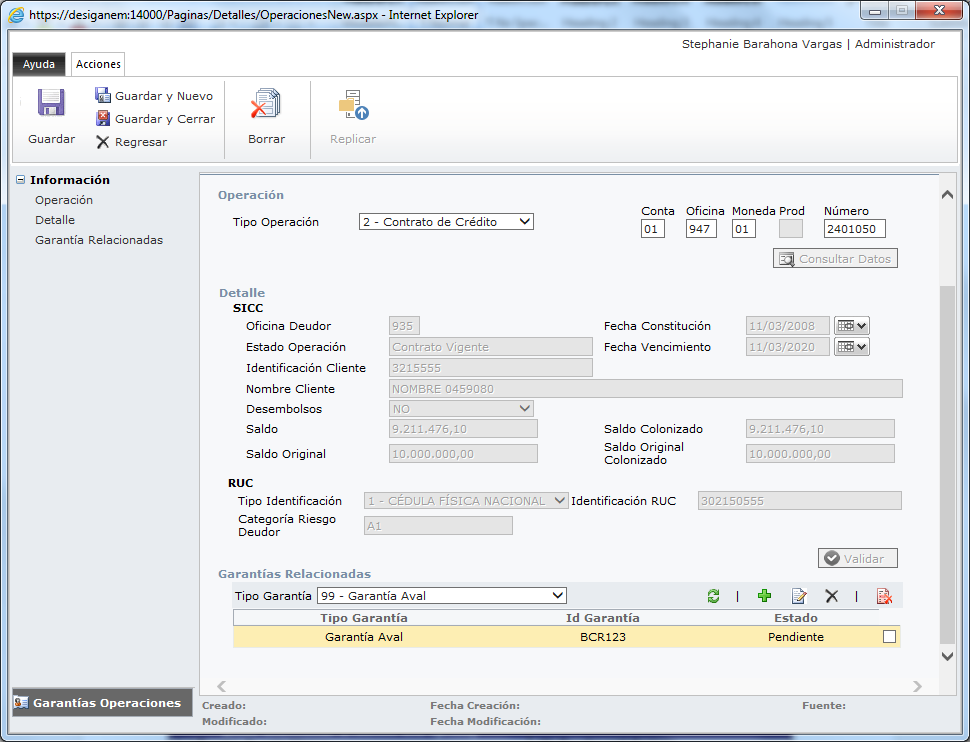 https://desiganem:14000/Paginas/Detalles/OperacionesNew.aspx - Internet Explorer
Stephanie Barahona Vargas | Administrador
Ayuda
Acciones
Guardar
Guardar y Nuevo
Guardar y Cerrar
Regresar
Borrar
Replicar
Información
Operación
Detalle
Garantía Relacionadas
Operación
Tipo Operación 2 - Contrato de Crédito
Conta Oficina Moneda Prod Número
01 947 01 2401050
Consultar Datos
Detalle
SICC
Oficina Deudor 935 Fecha Constitución 11/03/2008
Estado Operación Contrato Vigente Fecha Vencimiento 11/03/2020
Identificación Cliente 3215555
Nombre Cliente NOMBRE 0459080
Desembolsos NO
Saldo 9.211.476,10 Saldo Colonizado 9.211.476,10
Saldo Original 10.000.000,00 Saldo Original Colonizado 10.000.000,00
RUC
Tipo Identificación 1 - CÉDULA FÍSICA NACIONAL Identificación RUC 302150555
Categoría Riesgo Deudor A1
Validar
Garantías Relacionadas
Tipo Garantía 99 - Garantía Aval
Tipo Garantía Id Garantía Estado
Garantía Aval BCR123 Pendiente
Garantías Operaciones
Creado: Fecha Creación: Fuente:
Modificado: Fecha Modificación: